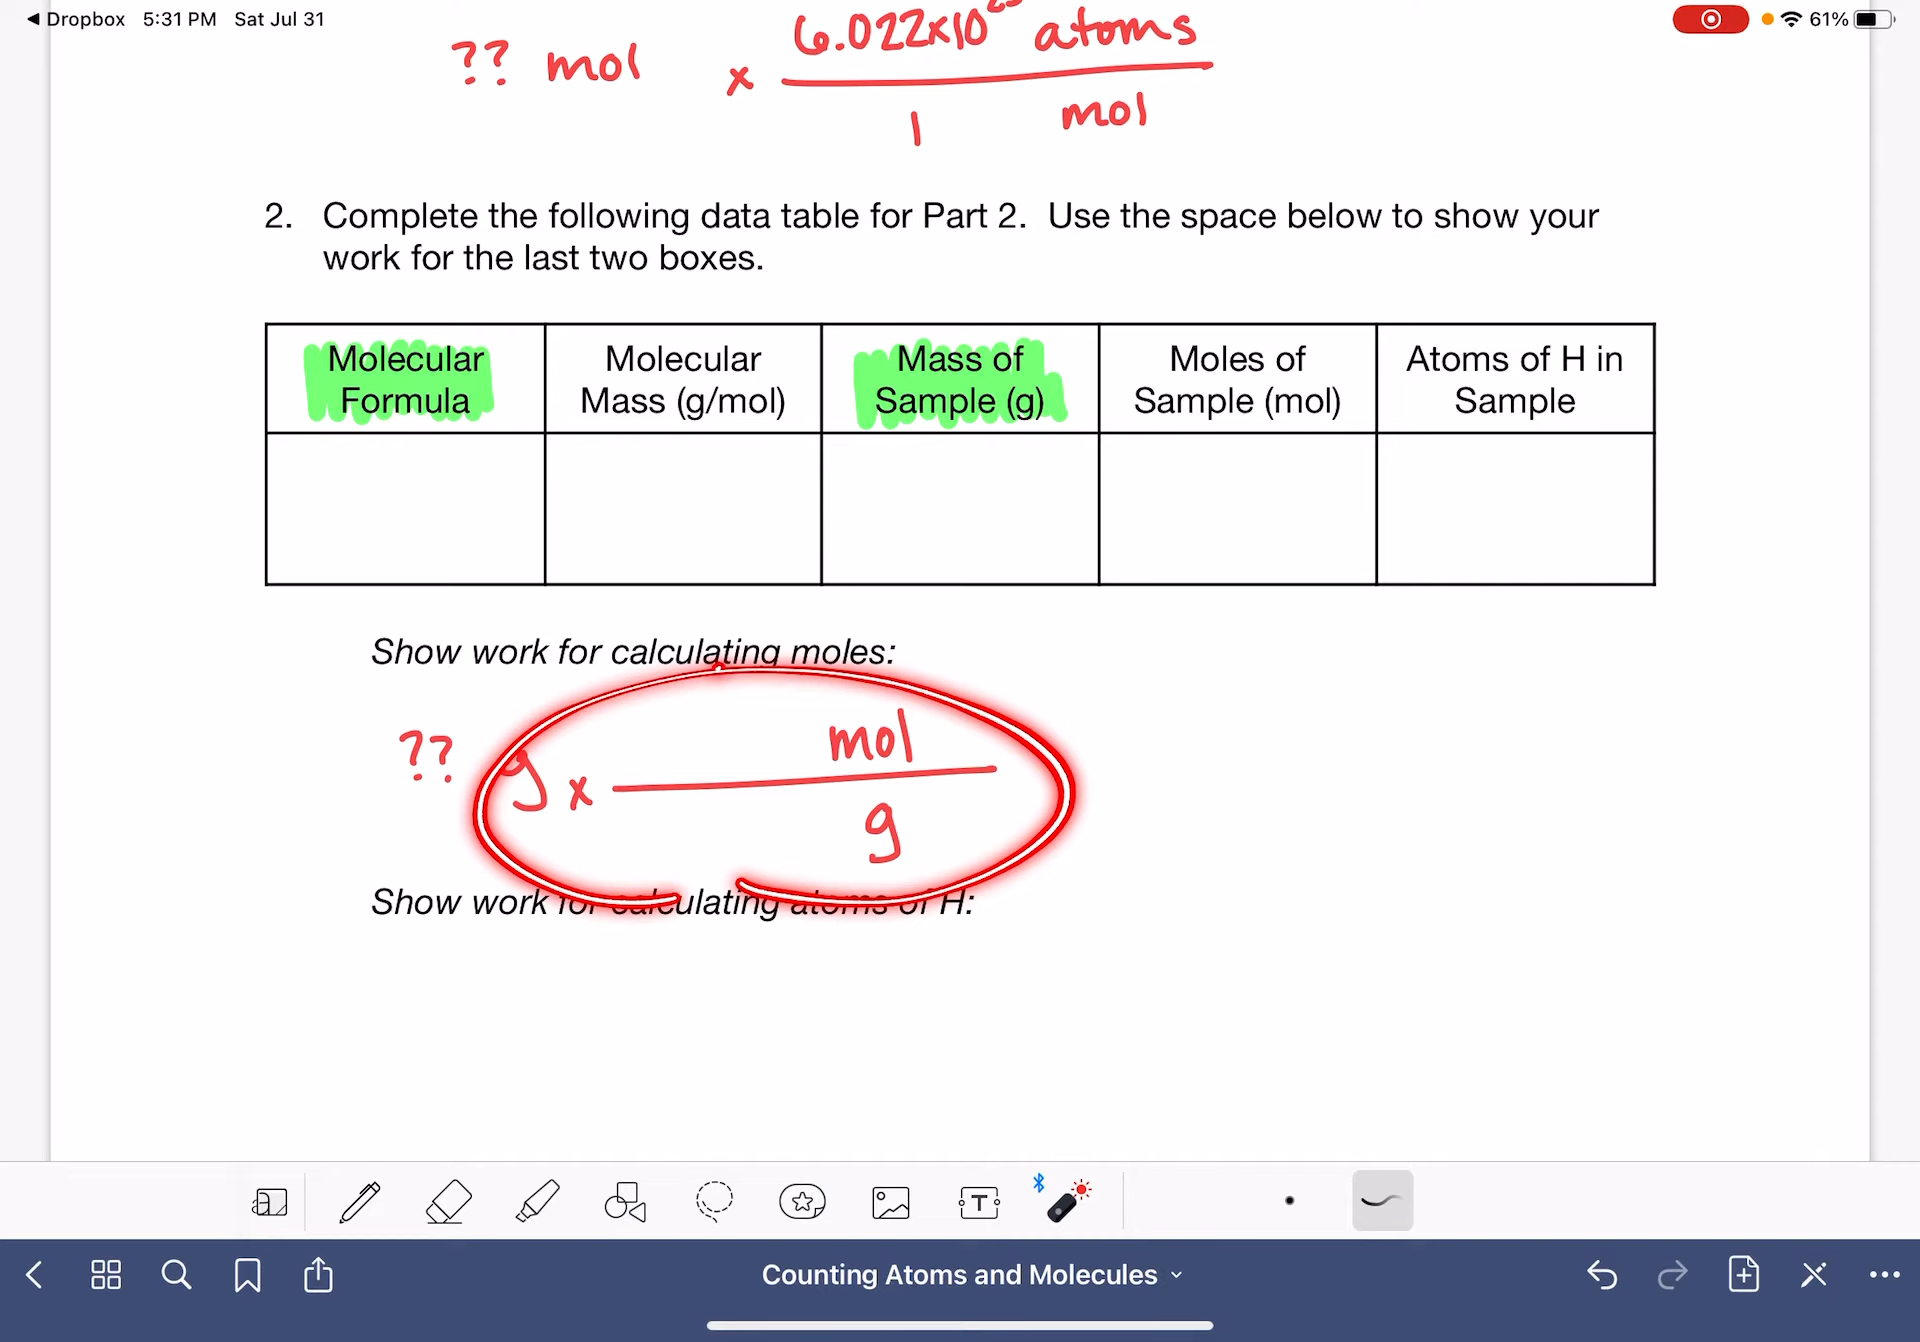 Dropbox 5:31 PM Sat Jul 31 61%
6.022x10 atoms
?? mol x
1 mol
2. Complete the following data table for Part 2. Use the space below to show your
work for the last two boxes.
Molecular Formula
Molecular Mass (g/mol)
Mass of Sample (g)
Moles of Sample (mol)
Atoms of H in Sample
Show work for calculating moles:
mol
?? g x
g
Show work for calculating atoms of H:
a T
Counting Atoms and Molecules